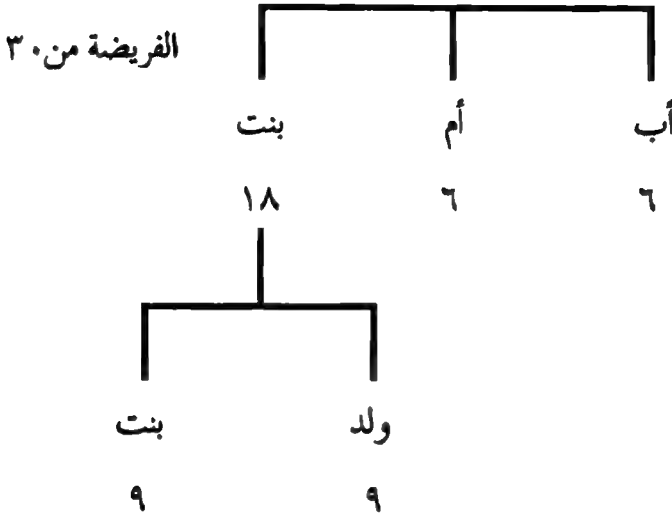 الفريضة من ٣٠
أب أم بنت
٦ ٦ ١٨
ولد بنت
٩ ٩